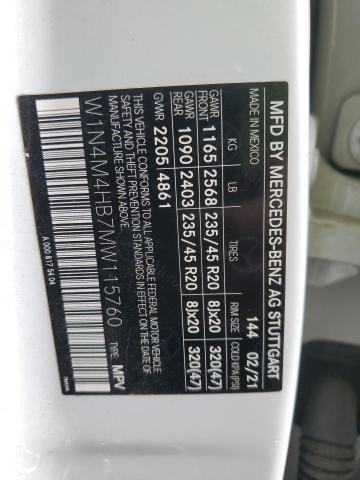 MFD BY MERCEDES-BENZ AG STUTTGART
MADE IN MEXICO 144 02/21
KG LB TIRES RIM SIZE COLD KPA(PSI)
GAWR FRONT 1165 2568 235/45 R20 8Jx20 320(47)
GAWR REAR 1090 2403 235/45 R20 8Jx20 320(47)
GVWR 2205 4861
THIS VEHICLE CONFORMS TO ALL APPLICABLE FEDERAL MOTOR VEHICLE
SAFETY AND THEFT PREVENTION STANDARDS IN EFFECT ON THE DATE OF
MANUFACTURE SHOWN ABOVE.
W1N4M4HB7MW115760 TYPE: MPV
A 000 817 54 04